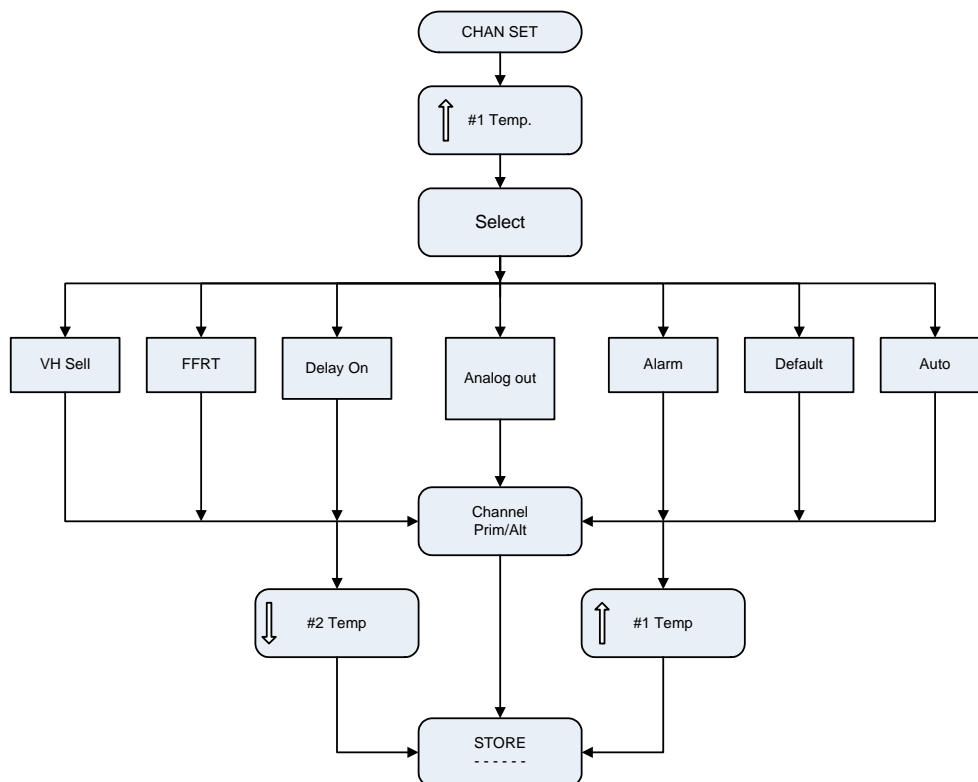 CHAN SET
#1 Temp.
Select
VH Sell
FFRT
Delay On
Analog out
Alarm
Default
Auto
Channel
Prim/Alt
#2 Temp
#1 Temp
STORE
- - - - - -